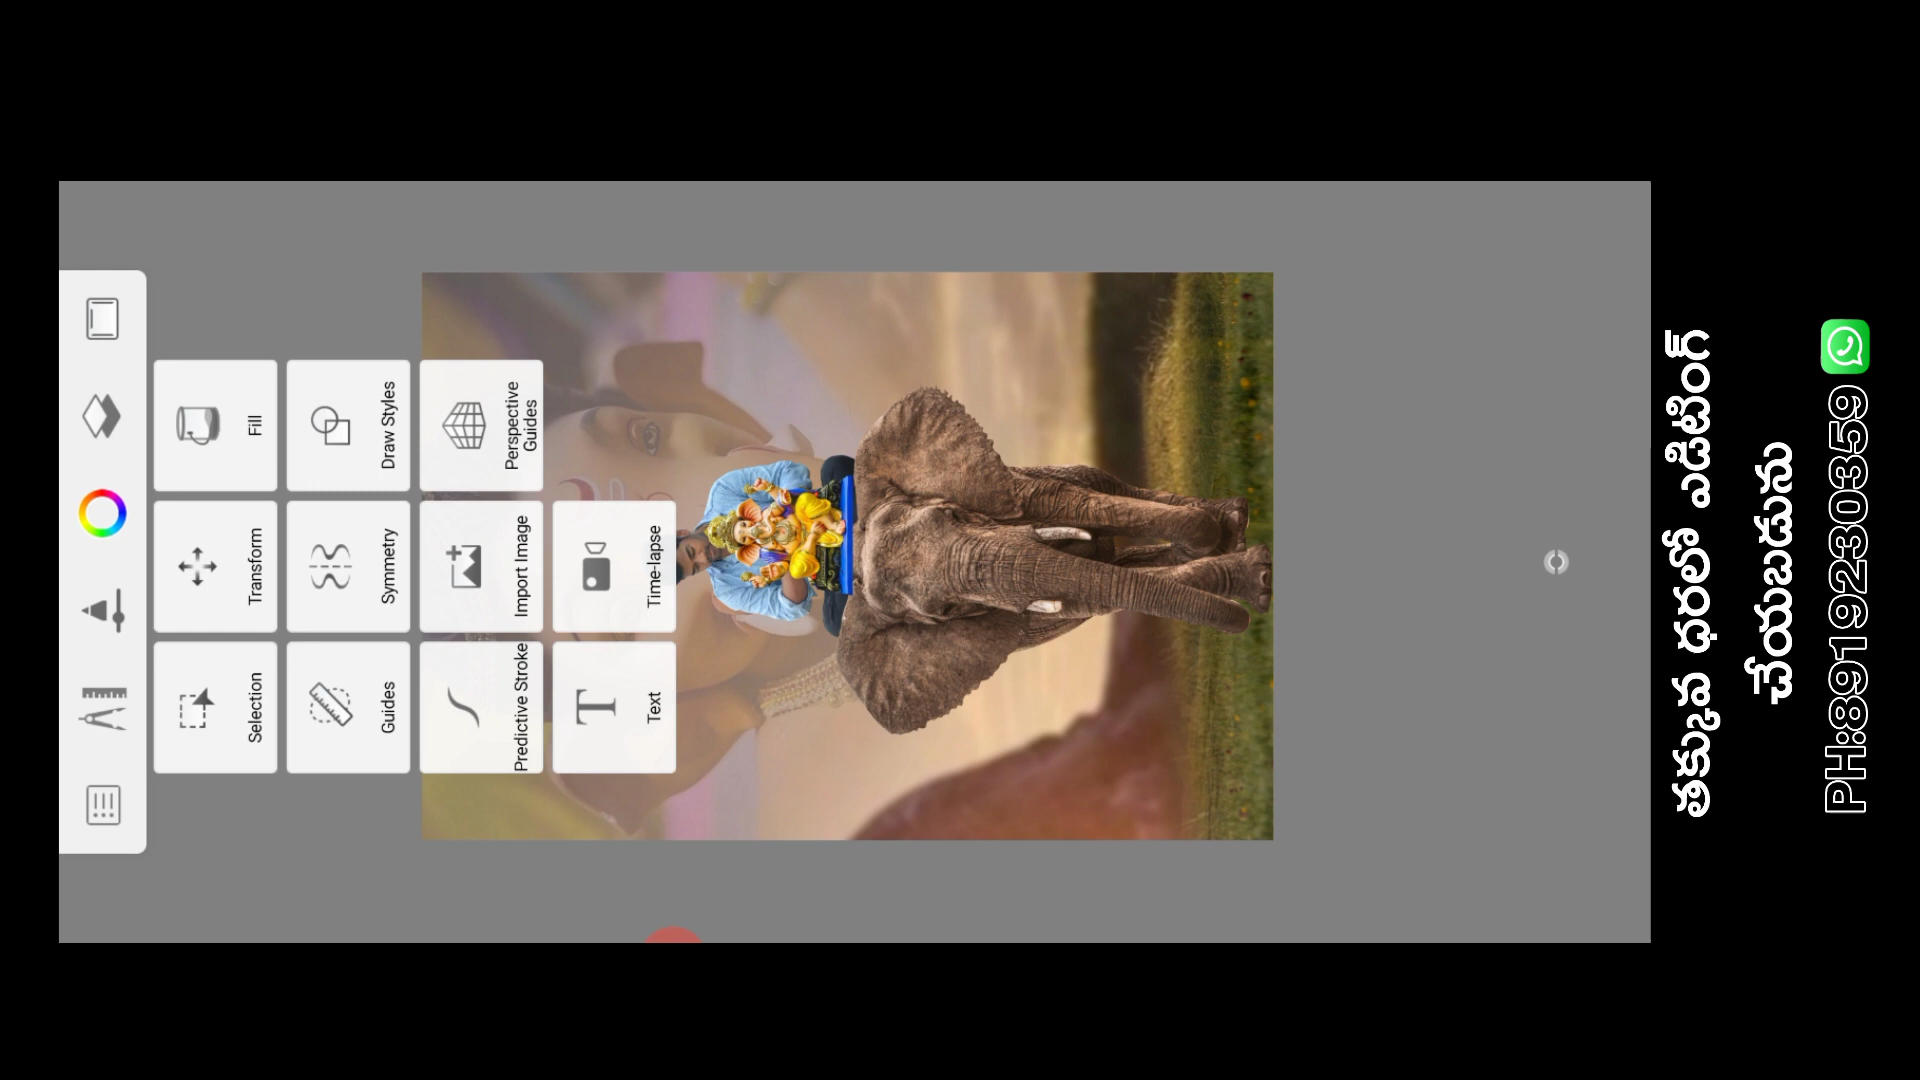 Fill
Transform
Selection
Draw Styles
Symmetry
Guides
Perspective
Guides
Import Image
Predictive Stroke
Time-lapse
Text
తక్కువ ధరలో ఎడిటింగ్
చేయబడును
PH:8919230359